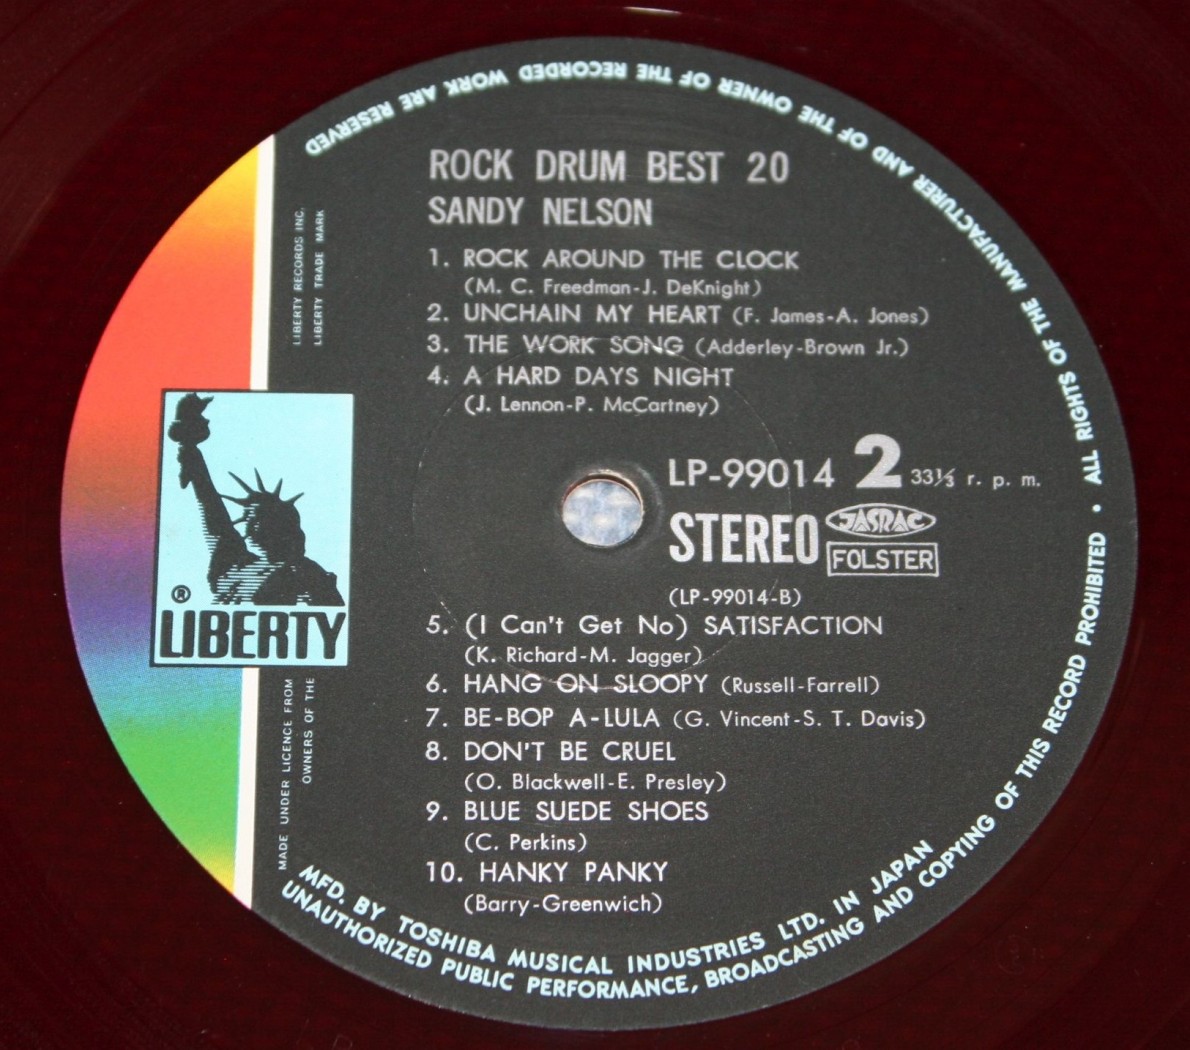 ROCK DRUM BEST 20
SANDY NELSON
1. ROCK AROUND THE CLOCK
(M. C. Freedman-J. DeKnight)
2. UNCHAIN MY HEART (F. James-A. Jones)
3. THE WORK SONG (Adderley-Brown Jr.)
4. A HARD DAYS NIGHT
(J. Lennon-P. McCartney)
LP-99014 2 33⅓ r. p. m.
STEREO JASRAC
FOLSTER
(LP-99014-B)
5. (I Can't Get No) SATISFACTION
(K. Richard-M. Jagger)
6. HANG ON SLOOPY (Russell-Farrell)
7. BE-BOP A-LULA (G. Vincent-S. T. Davis)
8. DON'T BE CRUEL
(O. Blackwell-E. Presley)
9. BLUE SUEDE SHOES
(C. Perkins)
10. HANKY PANKY
(Barry-Greenwich)
LIBERTY RECORDS INC.
LIBERTY TRADE MARK
®
LIBERTY
MADE UNDER LICENCE FROM
OWNERS OF THE
MFD. BY TOSHIBA MUSICAL INDUSTRIES LTD. IN JAPAN
UNAUTHORIZED PUBLIC PERFORMANCE, BROADCASTING AND COPYING OF THIS RECORD PROHIBITED • ALL RIGHTS OF THE MANUFACTURER AND OF THE OWNER OF THE RECORDED WORK ARE RESERVED